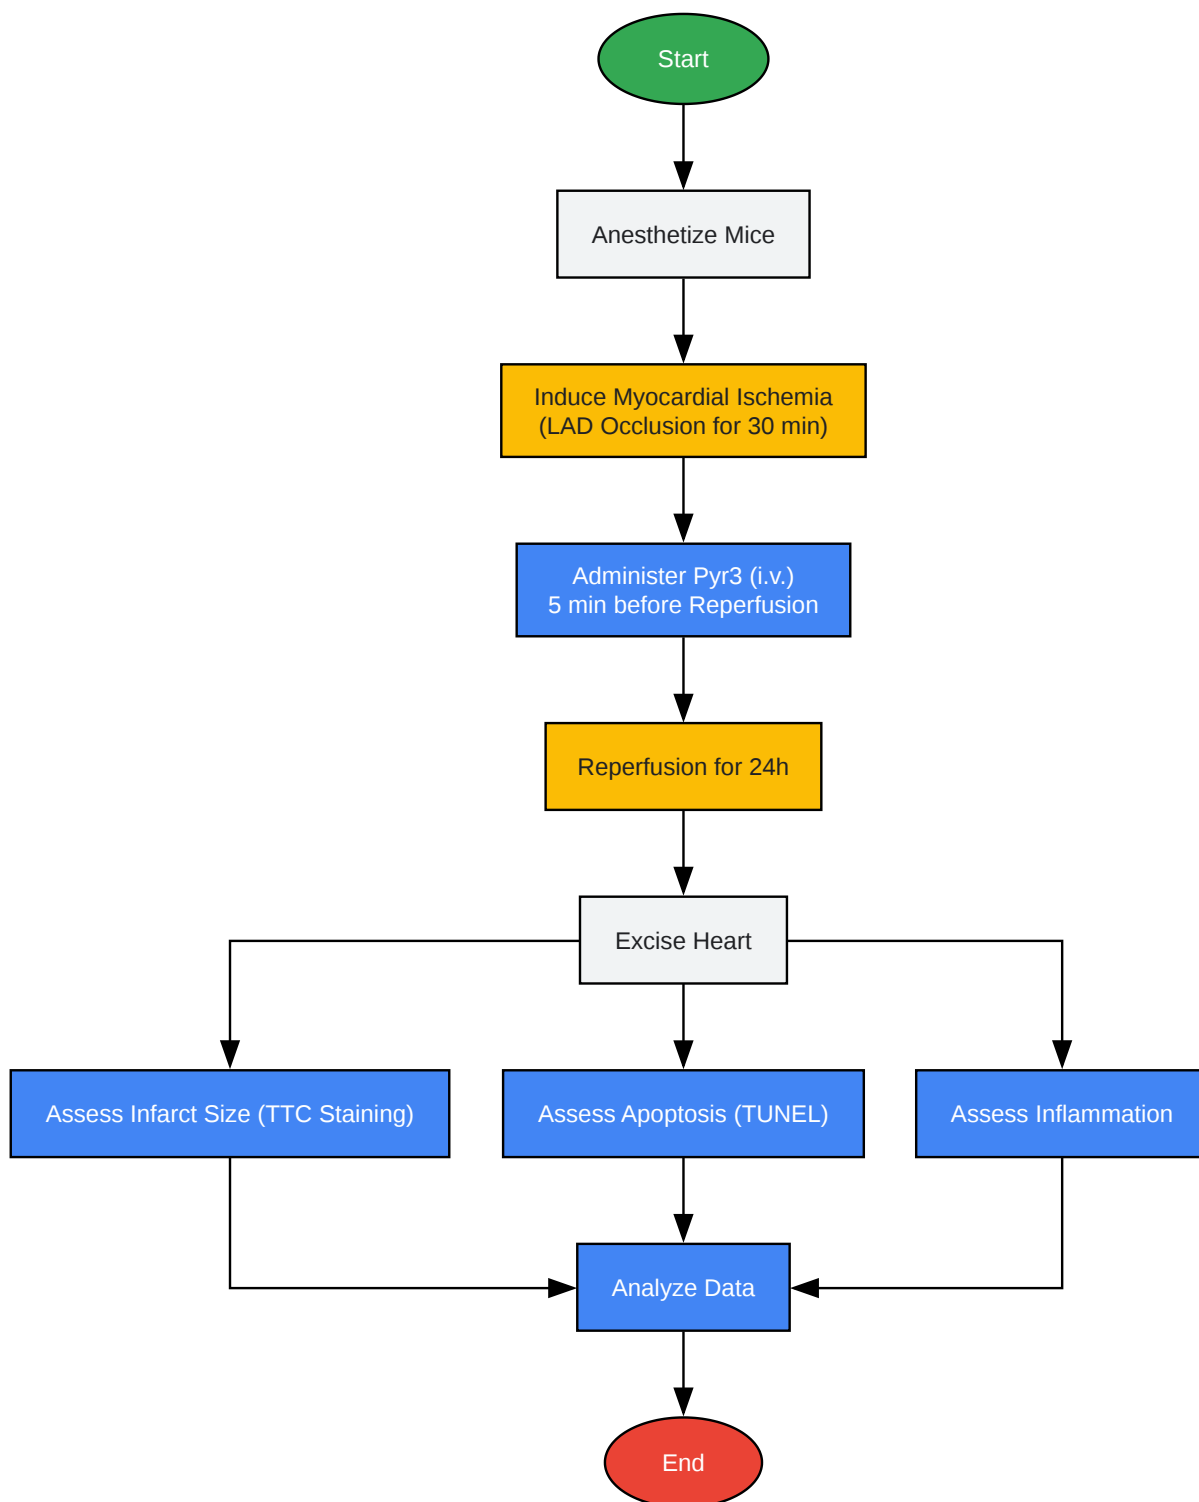 Start
Anesthetize Mice
Induce Myocardial Ischemia
(LAD Occlusion for 30 min)
Administer Pyr3 (i.v.)
5 min before Reperfusion
Reperfusion for 24h
Excise Heart
Assess Infarct Size (TTC Staining)
Assess Apoptosis (TUNEL)
Assess Inflammation
Analyze Data
End